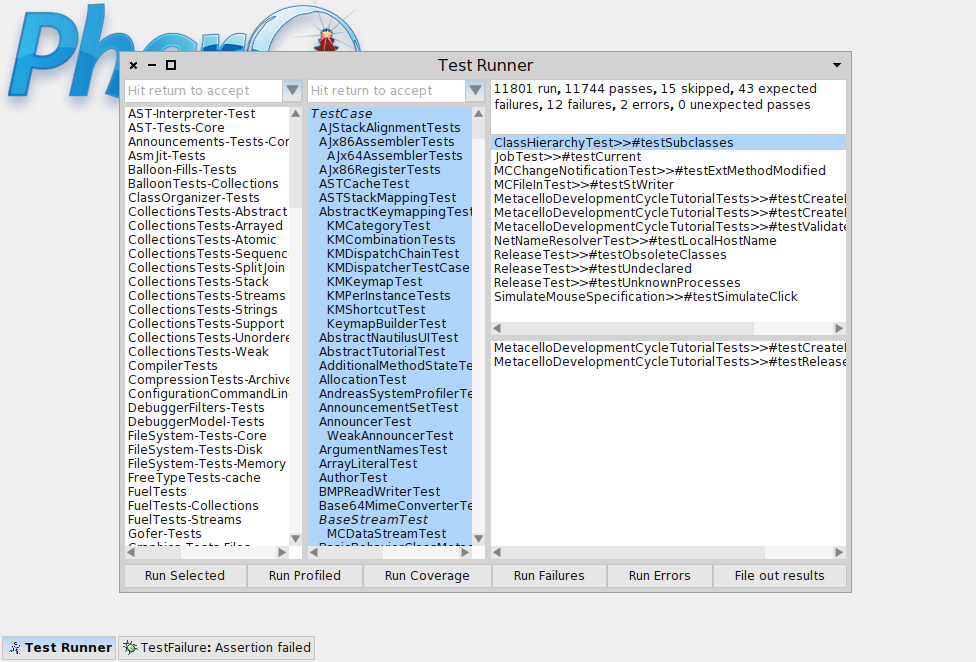 Phar
Test Runner
Hit return to accept
Hit return to accept
11801 run, 11744 passes, 15 skipped, 43 expected
failures, 12 failures, 2 errors, 0 unexpected passes
AST-Interpreter-Test
AST-Tests-Core
Announcements-Tests-Cor
AsmJit-Tests
Balloon-Fills-Tests
BalloonTests-Collections
ClassOrganizer-Tests
CollectionsTests-Abstract
CollectionsTests-Arrayed
CollectionsTests-Atomic
CollectionsTests-Sequenc
CollectionsTests-SplitJoin
CollectionsTests-Stack
CollectionsTests-Streams
CollectionsTests-Strings
CollectionsTests-Support
CollectionsTests-Unordere
CollectionsTests-Weak
CompilerTests
CompressionTests-Archive
ConfigurationCommandLin
DebuggerFilters-Tests
DebuggerModel-Tests
FileSystem-Tests-Core
FileSystem-Tests-Disk
FileSystem-Tests-Memory
FreeTypeTests-cache
FuelTests
FuelTests-Collections
FuelTests-Streams
Gofer-Tests
Graphics-Tests-Files
TestCase
AJStackAlignmentTests
AJx86AssemblerTests
AJx64AssemblerTests
AJx86RegisterTests
ASTCacheTest
ASTStackMappingTest
AbstractKeymappingTest
KMCategoryTest
KMCombinationTests
KMDispatchChainTest
KMDispatcherTestCase
KMKeymapTest
KMPerInstanceTests
KMShortcutTest
KeymapBuilderTest
AbstractNautilusUITest
AbstractTutorialTest
AdditionalMethodStateTe
AllocationTest
AndreasSystemProfilerTe
AnnouncementSetTest
AnnouncerTest
WeakAnnouncerTest
ArgumentNamesTest
ArrayLiteralTest
AuthorTest
BMPReadWriterTest
Base64MimeConverterTe
BaseStreamTest
MCDataStreamTest
BasicBehaviorClassMetac
ClassHierarchyTest>>#testSubclasses
JobTest>>#testCurrent
MCChangeNotificationTest>>#testExtMethodModified
MCFileInTest>>#testStWriter
MetacelloDevelopmentCycleTutorialTests>>#testCreateN
MetacelloDevelopmentCycleTutorialTests>>#testCreateN
MetacelloDevelopmentCycleTutorialTests>>#testValidate
NetNameResolverTest>>#testLocalHostName
ReleaseTest>>#testObsoleteClasses
ReleaseTest>>#testUndeclared
ReleaseTest>>#testUnknownProcesses
SimulateMouseSpecification>>#testSimulateClick
MetacelloDevelopmentCycleTutorialTests>>#testCreateN
MetacelloDevelopmentCycleTutorialTests>>#testRelease
Run Selected
Run Profiled
Run Coverage
Run Failures
Run Errors
File out results
Test Runner
TestFailure: Assertion failed